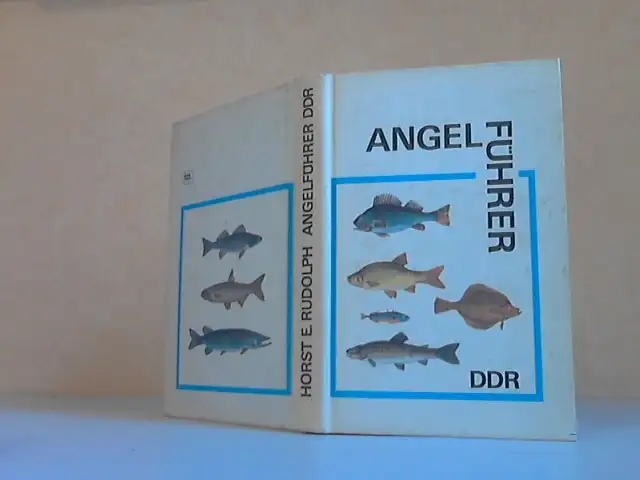 HORST E. RUDOLPH ANGELFÜHRER DDR
ANGEL
FÜHRER
DDR